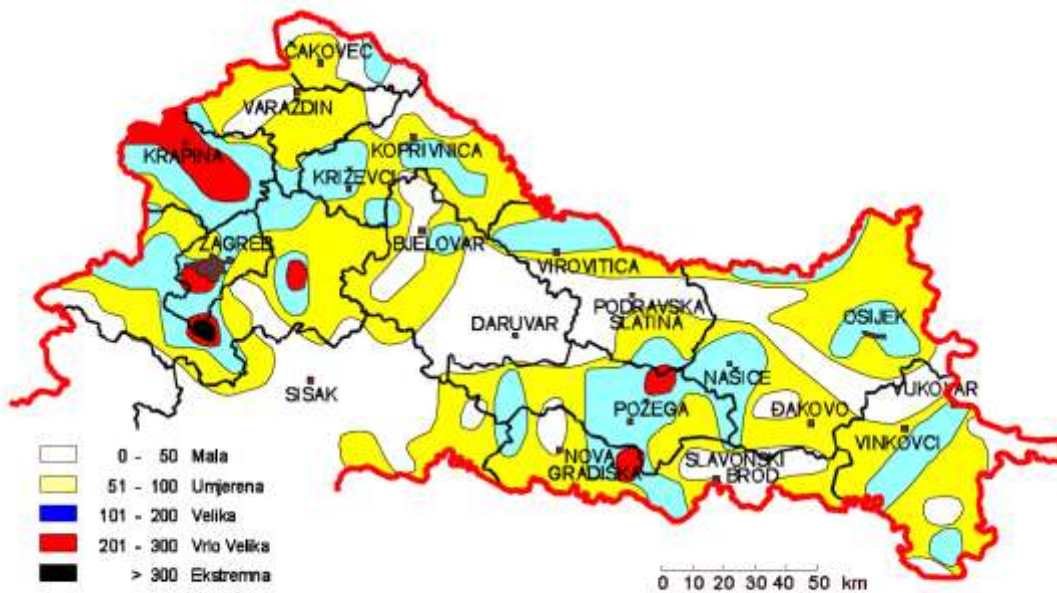 ČAKOVEC
VARAŽDIN
KRAPINA
KOPRIVNICA
KRIŽEVCI
ZAGREB
BJELOVAR
VIROVITICA
PODRAVSKA
SLATINA
DARUVAR
OSIJEK
SISAK
NAŠICE
VUKOVAR
POŽEGA
ĐAKOVO
VINKOVCI
NOVA
GRADIŠKA
SLAVONSKI
BROD
0 - 50 Mala
51 - 100 Umjerena
101 - 200 Velika
201 - 300 Vrlo Velika
> 300 Ekstremna
0 10 20 30 40 50 km